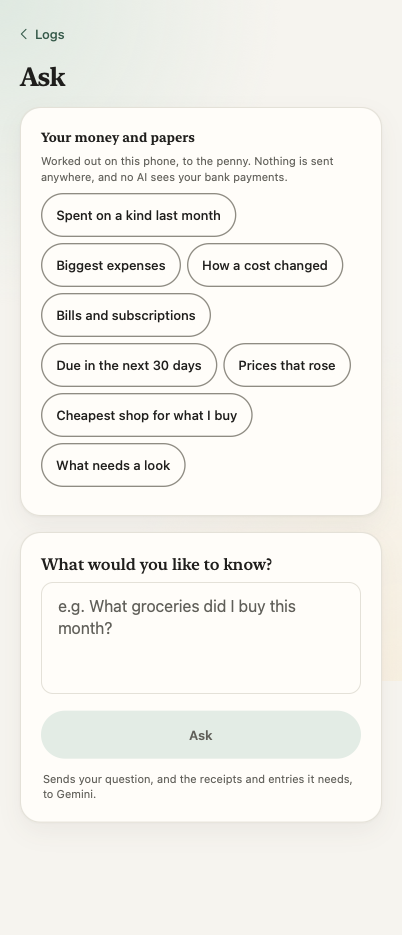 Logs
Ask
Your money and papers
Worked out on this phone, to the penny. Nothing is sent
anywhere, and no AI sees your bank payments.
Spent on a kind last month
Biggest expenses
How a cost changed
Bills and subscriptions
Due in the next 30 days
Prices that rose
Cheapest shop for what I buy
What needs a look
What would you like to know?
e.g. What groceries did I buy this
month?
Ask
Sends your question, and the receipts and entries it needs,
to Gemini.